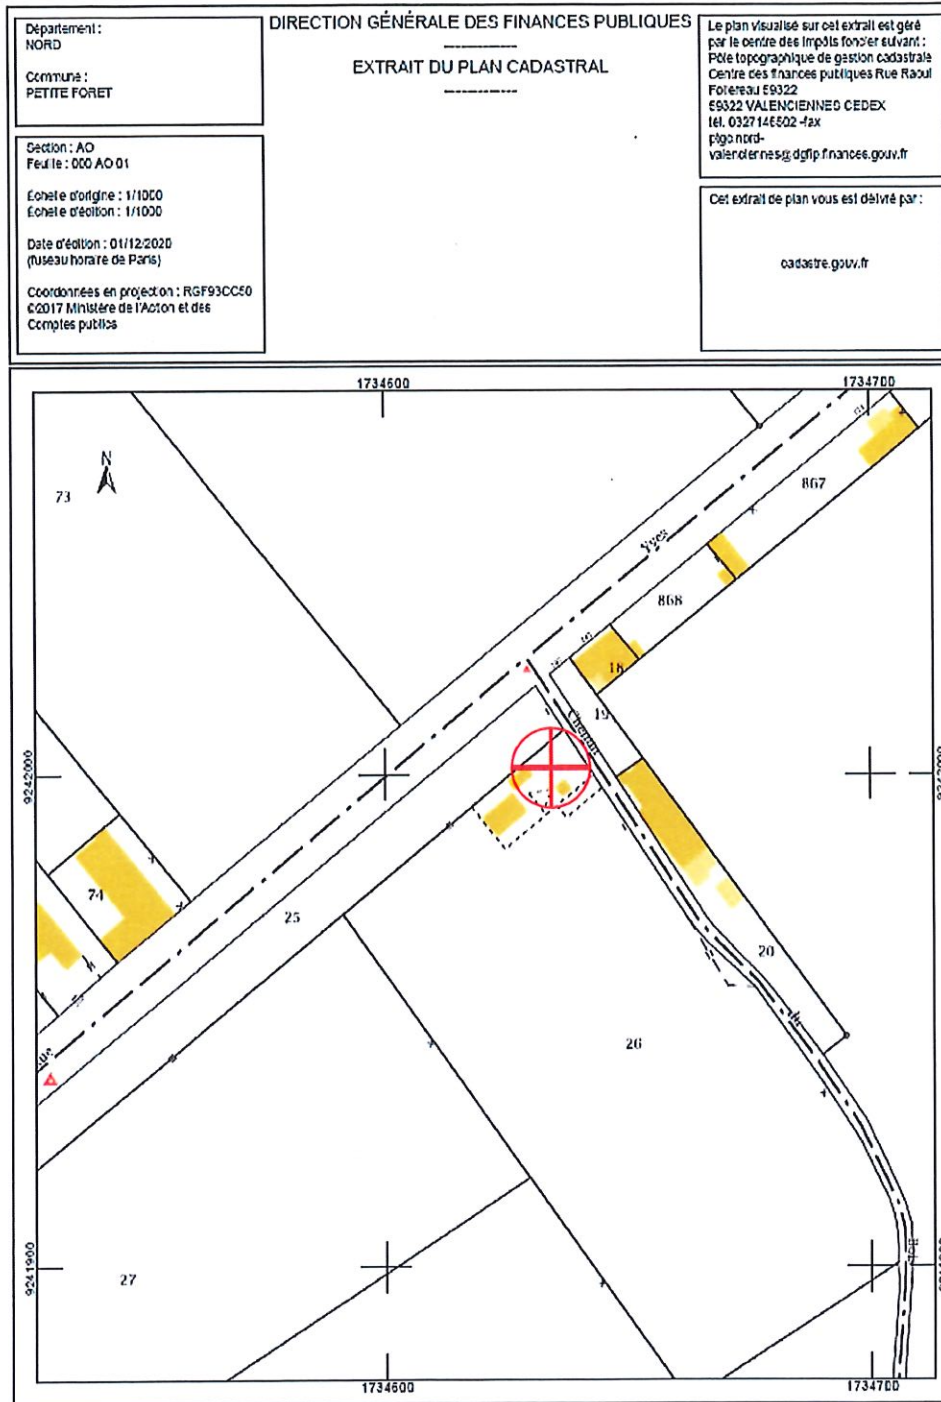 Département :
NORD
Commune :
PETITE FORET
Section : AO
Feuille : 000 AO 01
Échelle d'origine : 1/1000
Échelle d'édition : 1/1000
Date d'édition : 01/12/2020
(fuseau horaire de Paris)
Coordonnées en projection : RGF93CC50
©2017 Ministère de l'Action et des
Comptes publics
DIRECTION GÉNÉRALE DES FINANCES PUBLIQUES
EXTRAIT DU PLAN CADASTRAL
Le plan visualisé sur cet extrait est géré
par le centre des impôts foncier suivant :
Pôle topographique de gestion cadastrale
Centre des finances publiques Rue Raoul
Follereau 59322
59322 VALENCIENNES CEDEX
tél. 0327146502 -fax
ptgc.nord-
valenciennes@dgfip.finances.gouv.fr
Cet extrait de plan vous est délivré par :
cadastre.gouv.fr
1734600
1734700
N
73
867
Yves
868
18
19
Chemin
9242000
9242000
74
25
20
26
Rue
du
9241900
27
1734600
1734700